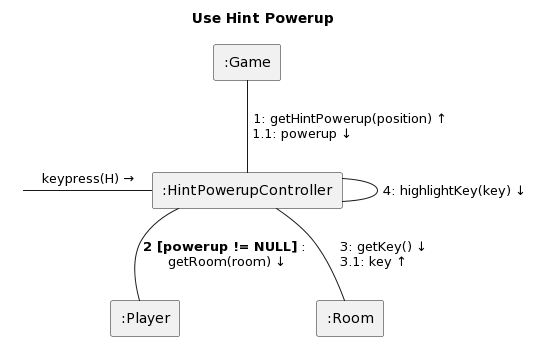 Use Hint Powerup
:Game
1: getHintPowerup(position) ↑
1.1: powerup ↓
keypress(H) →
:HintPowerupController
4: highlightKey(key) ↓
2 [powerup != NULL] :
getRoom(room) ↓
3: getKey() ↓
3.1: key ↑
:Player
:Room